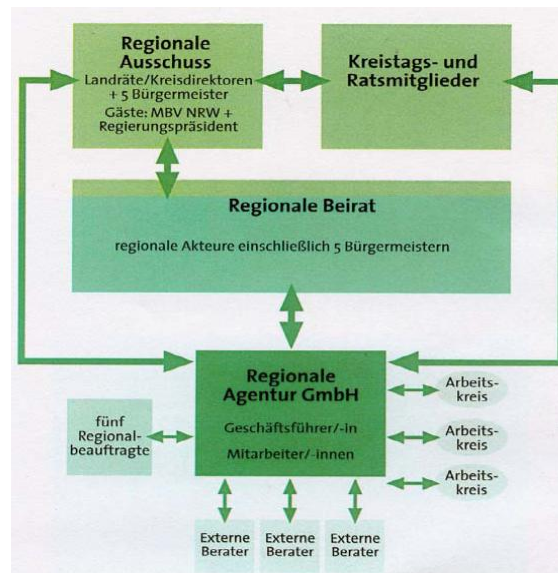 Regionale
Ausschuss
Landräte/Kreisdirektoren
+ 5 Bürgermeister
Gäste: MBV NRW +
Regierungspräsident
Kreistags- und
Ratsmitglieder
Regionale Beirat
regionale Akteure einschließlich 5 Bürgermeistern
Regionale
Agentur GmbH
Geschäftsführer/-in
Mitarbeiter/-innen
fünf
Regional-
beauftragte
Arbeits-
kreis
Arbeits-
kreis
Arbeits-
kreis
Externe
Berater
Externe
Berater
Externe
Berater